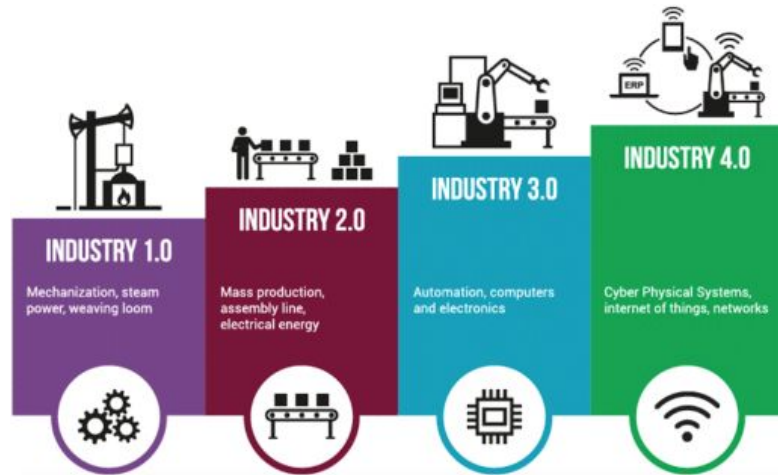 ERP
INDUSTRY 1.0
Mechanization, steam
power, weaving loom
INDUSTRY 2.0
Mass production,
assembly line,
electrical energy
INDUSTRY 3.0
Automation, computers
and electronics
INDUSTRY 4.0
Cyber Physical Systems,
internet of things, networks